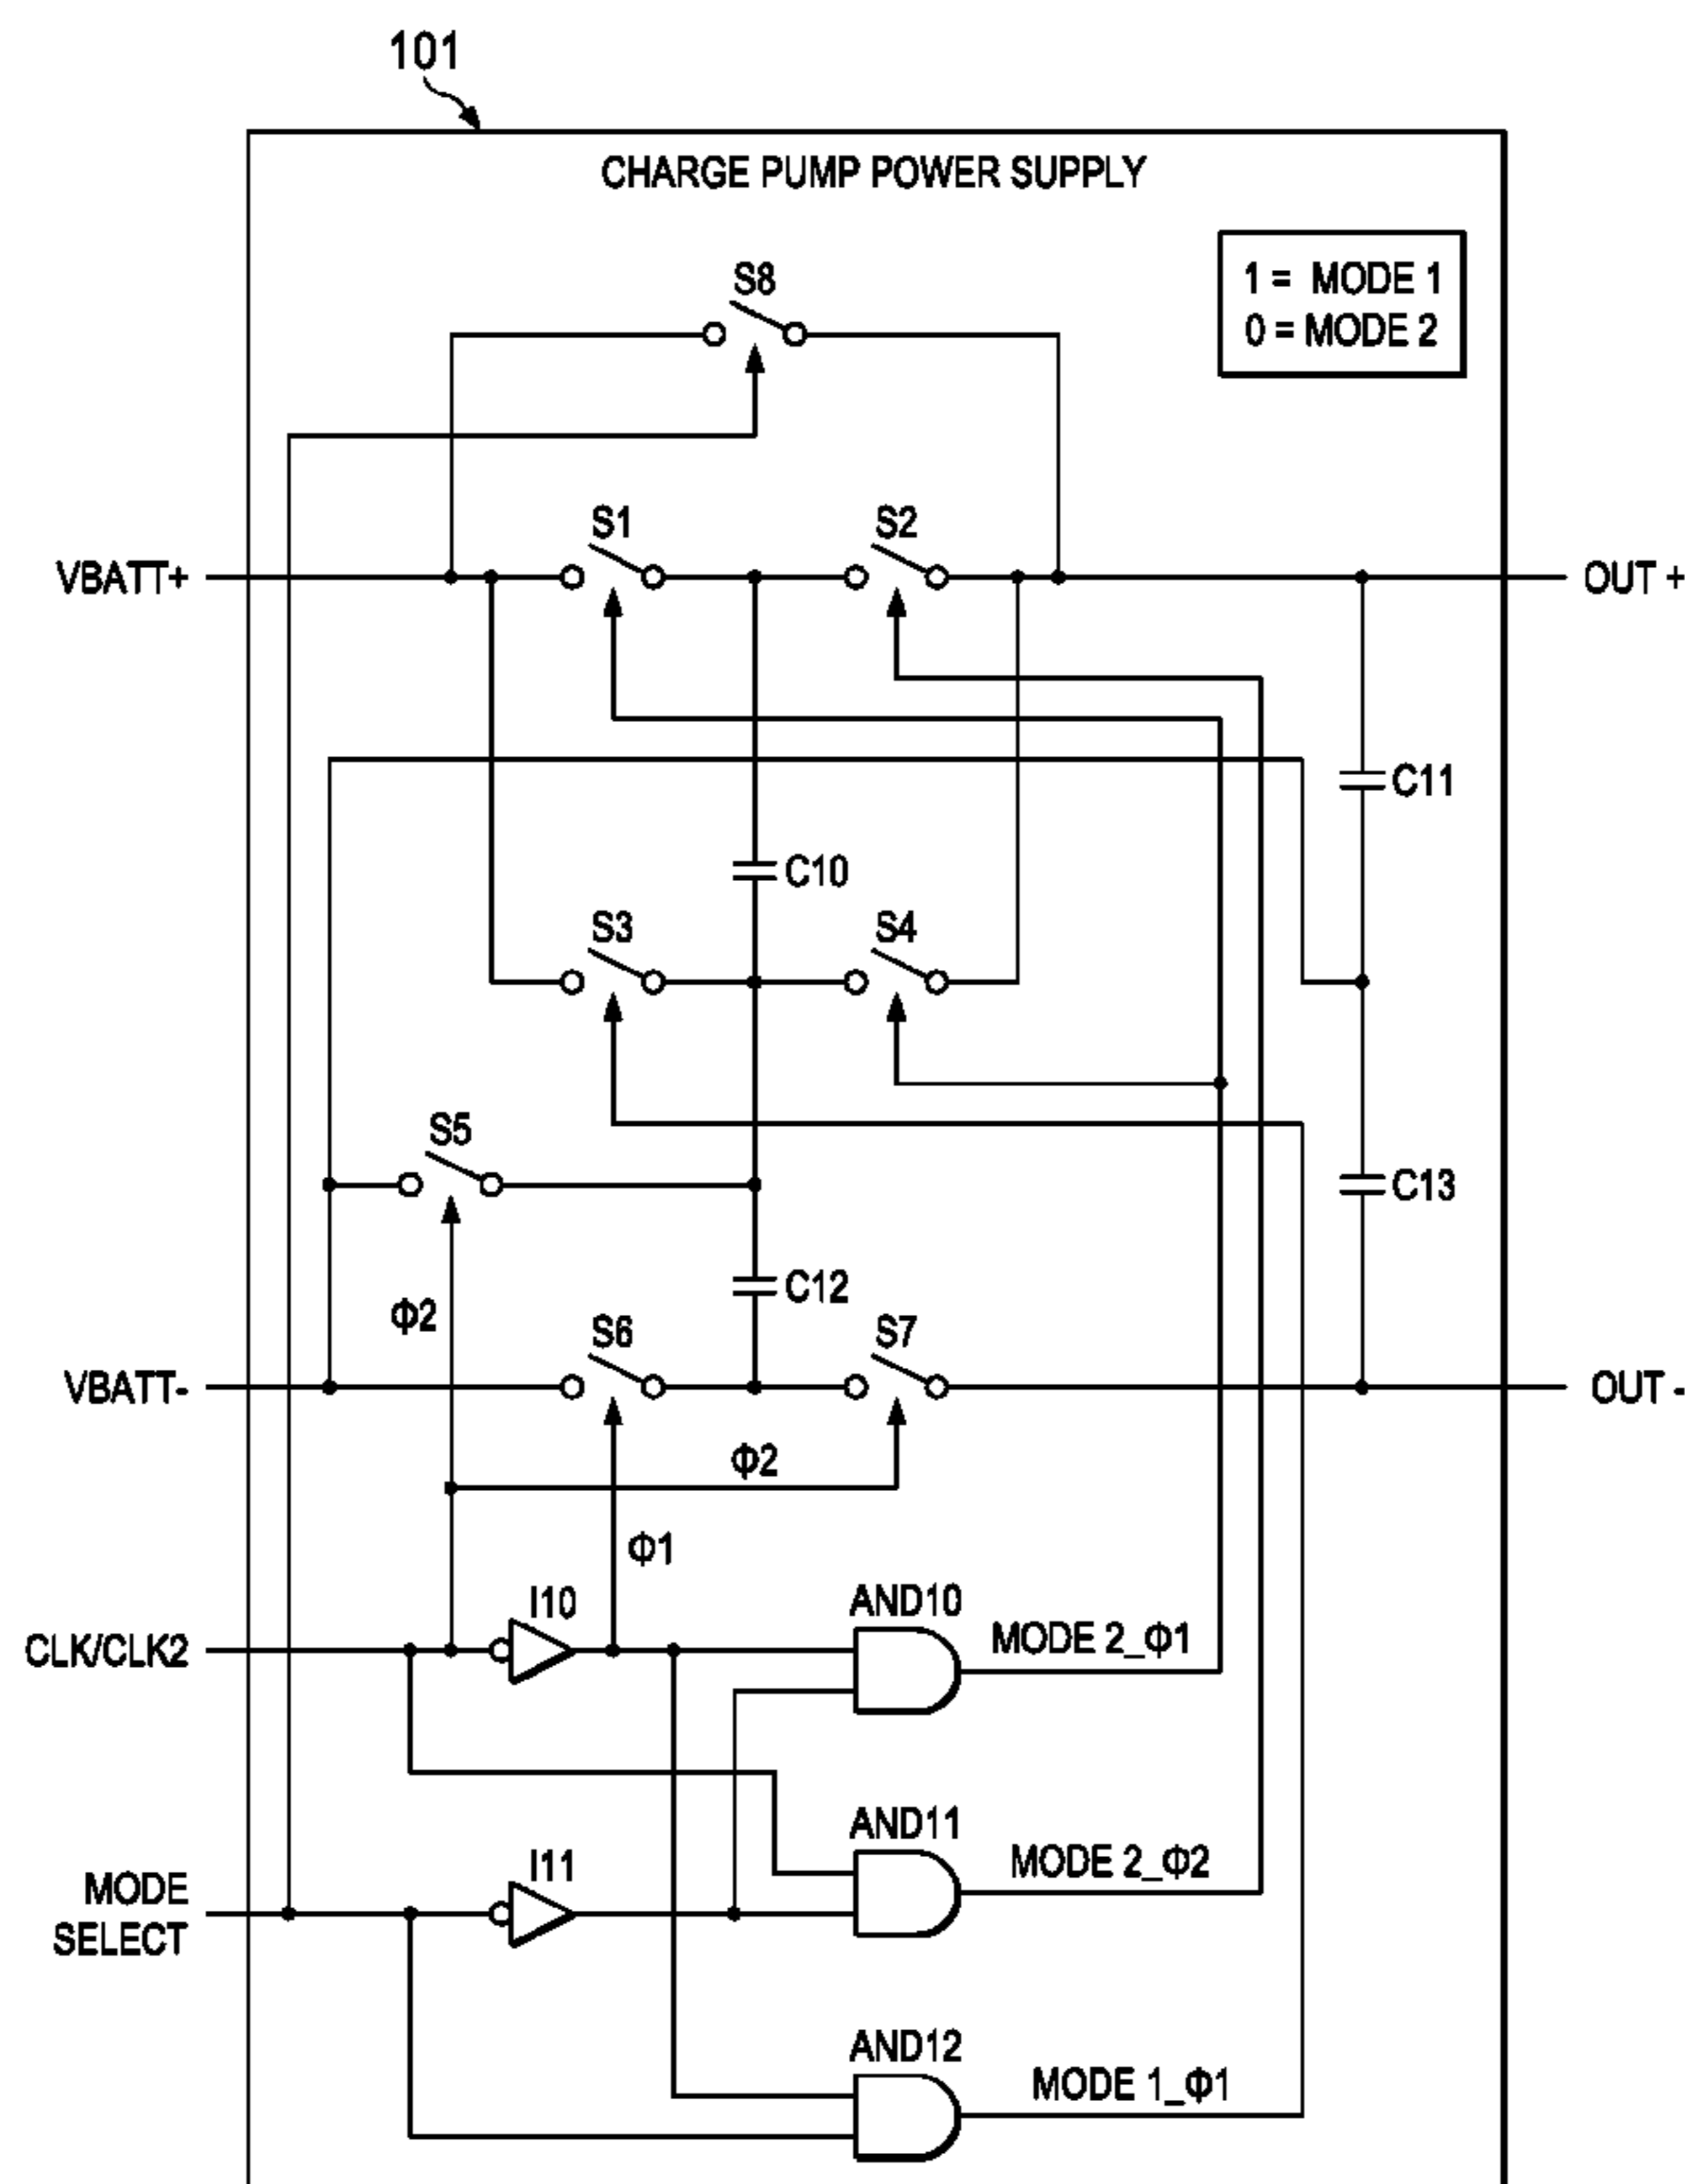 101
CHARGE PUMP POWER SUPPLY
1 = MODE 1
0 = MODE 2
S8
S1
S2
VBATT+
OUT +
C11
C10
S3
S4
S5
C13
C12
Φ2
S6
S7
VBATT-
OUT -
Φ2
Φ1
I10
AND10
CLK/CLK2
MODE 2_Φ1
AND11
I11
MODE 2_Φ2
MODE
SELECT
AND12
MODE 1_Φ1